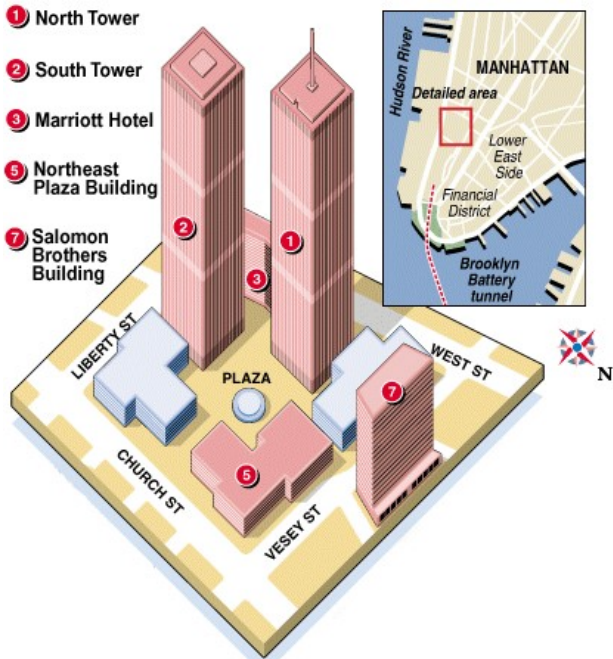 1 North Tower
2 South Tower
3 Marriott Hotel
5 Northeast
Plaza Building
7 Salomon
Brothers
Building
Hudson River
MANHATTAN
Detailed area
Lower
East
Side
Financial
District
Brooklyn
Battery
tunnel
2
1
3
LIBERTY ST
PLAZA
WEST ST
N
7
5
CHURCH ST
VESEY ST